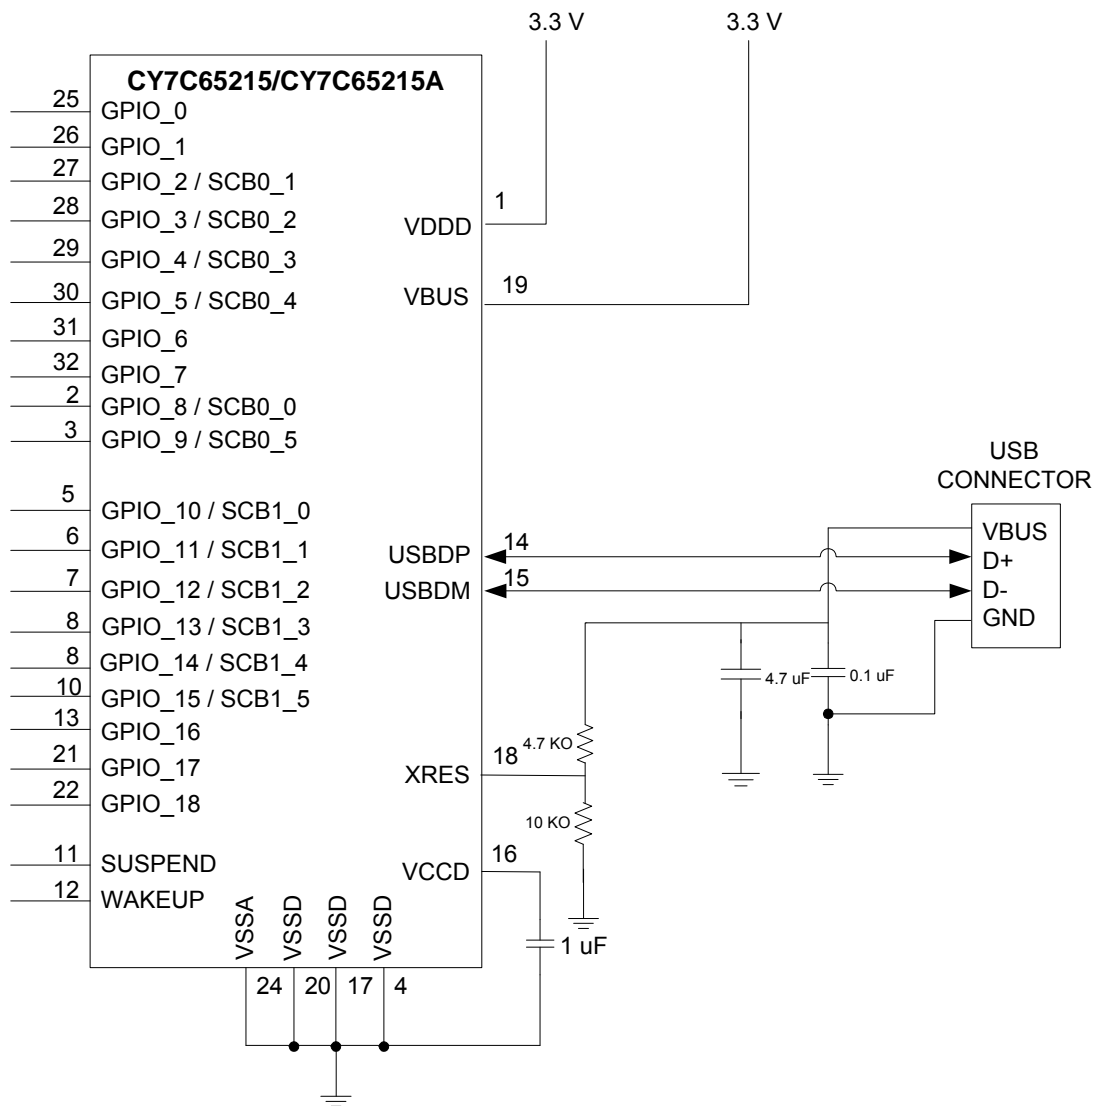 3.3 V
3.3 V
CY7C65215/CY7C65215A
25 GPIO_0
26 GPIO_1
27 GPIO_2 / SCB0_1
28 GPIO_3 / SCB0_2
29 GPIO_4 / SCB0_3
30 GPIO_5 / SCB0_4
31 GPIO_6
32 GPIO_7
2 GPIO_8 / SCB0_0
3 GPIO_9 / SCB0_5
5 GPIO_10 / SCB1_0
6 GPIO_11 / SCB1_1
7 GPIO_12 / SCB1_2
8 GPIO_13 / SCB1_3
8 GPIO_14 / SCB1_4
10 GPIO_15 / SCB1_5
13 GPIO_16
21 GPIO_17
22 GPIO_18
11 SUSPEND
12 WAKEUP
VDDD 1
VBUS 19
USBDP 14
USBDM 15
XRES 18
VCCD 16
VSSA
VSSD
VSSD
VSSD
24 20 17 4
1 uF
4.7 KO
10 KO
4.7 uF
0.1 uF
USB
CONNECTOR
VBUS
D+
D-
GND